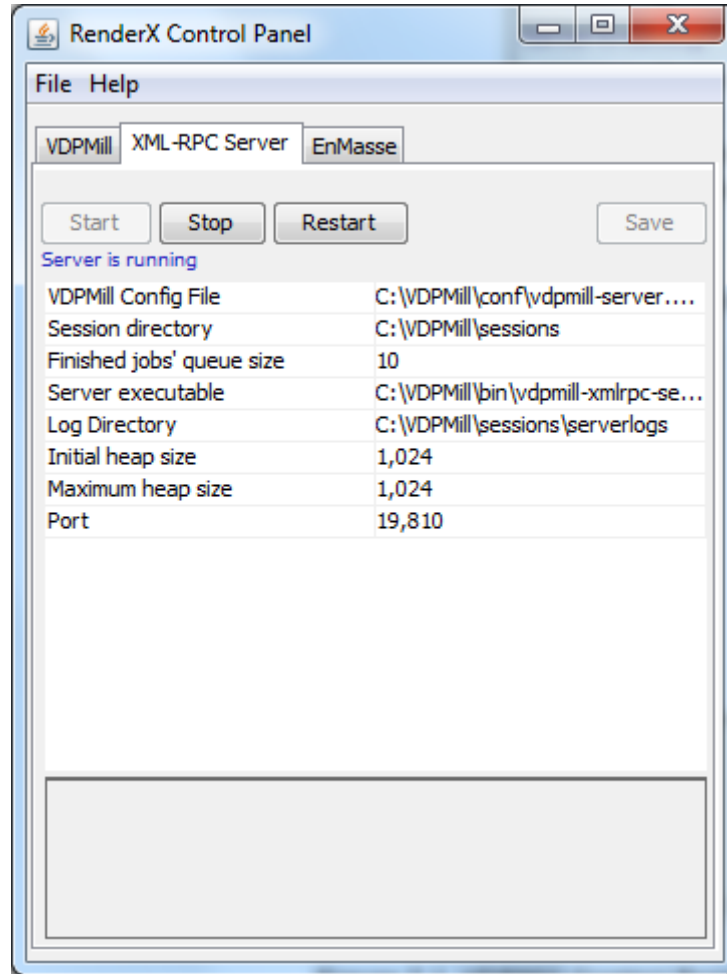 RenderX Control Panel
File Help
VDPMill XML-RPC Server EnMasse
Start Stop Restart Save
Server is running
VDPMill Config File C:\VDPMill\conf\vdpmill-server....
Session directory C:\VDPMill\sessions
Finished jobs' queue size 10
Server executable C:\VDPMill\bin\vdpmill-xmlrpc-se...
Log Directory C:\VDPMill\sessions\serverlogs
Initial heap size 1,024
Maximum heap size 1,024
Port 19,810